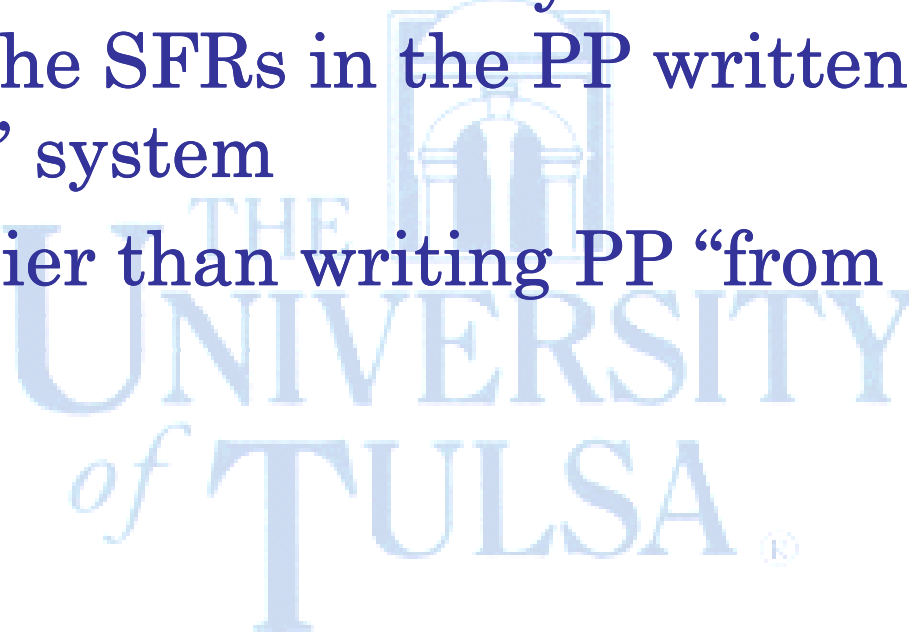 he SFRs in the PP written
” system
ier than writing PP “from
THE
UNIVERSITY
of TULSA